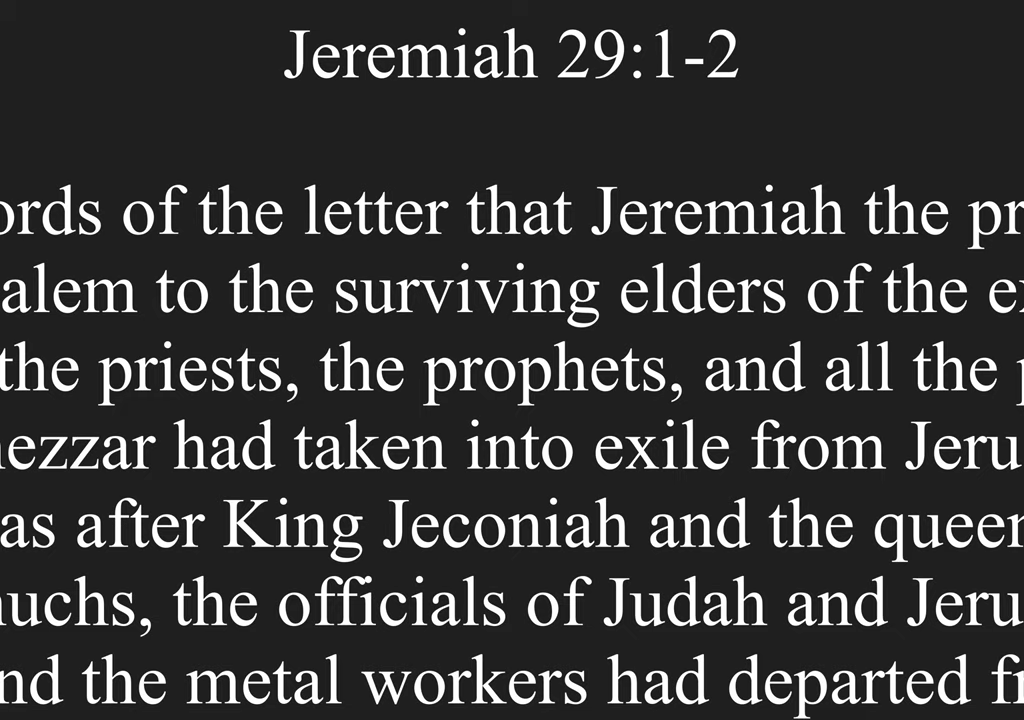 Jeremiah 29:1-2
ords of the letter that Jeremiah the pr
alem to the surviving elders of the ex
the priests, the prophets, and all the p
nezzar had taken into exile from Jeru
as after King Jeconiah and the queen
nuchs, the officials of Judah and Jeru
nd the metal workers had departed fr